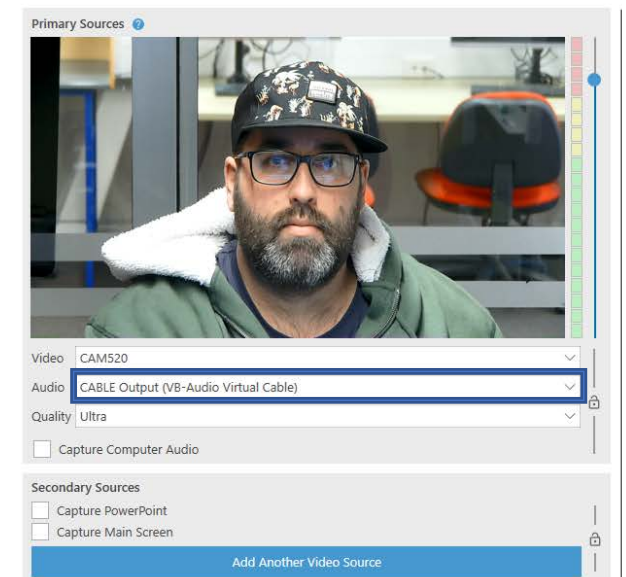 Primary Sources ?
Video CAM520
Audio CABLE Output (VB-Audio Virtual Cable)
Quality Ultra
Capture Computer Audio
Secondary Sources
Capture PowerPoint
Capture Main Screen
Add Another Video Source